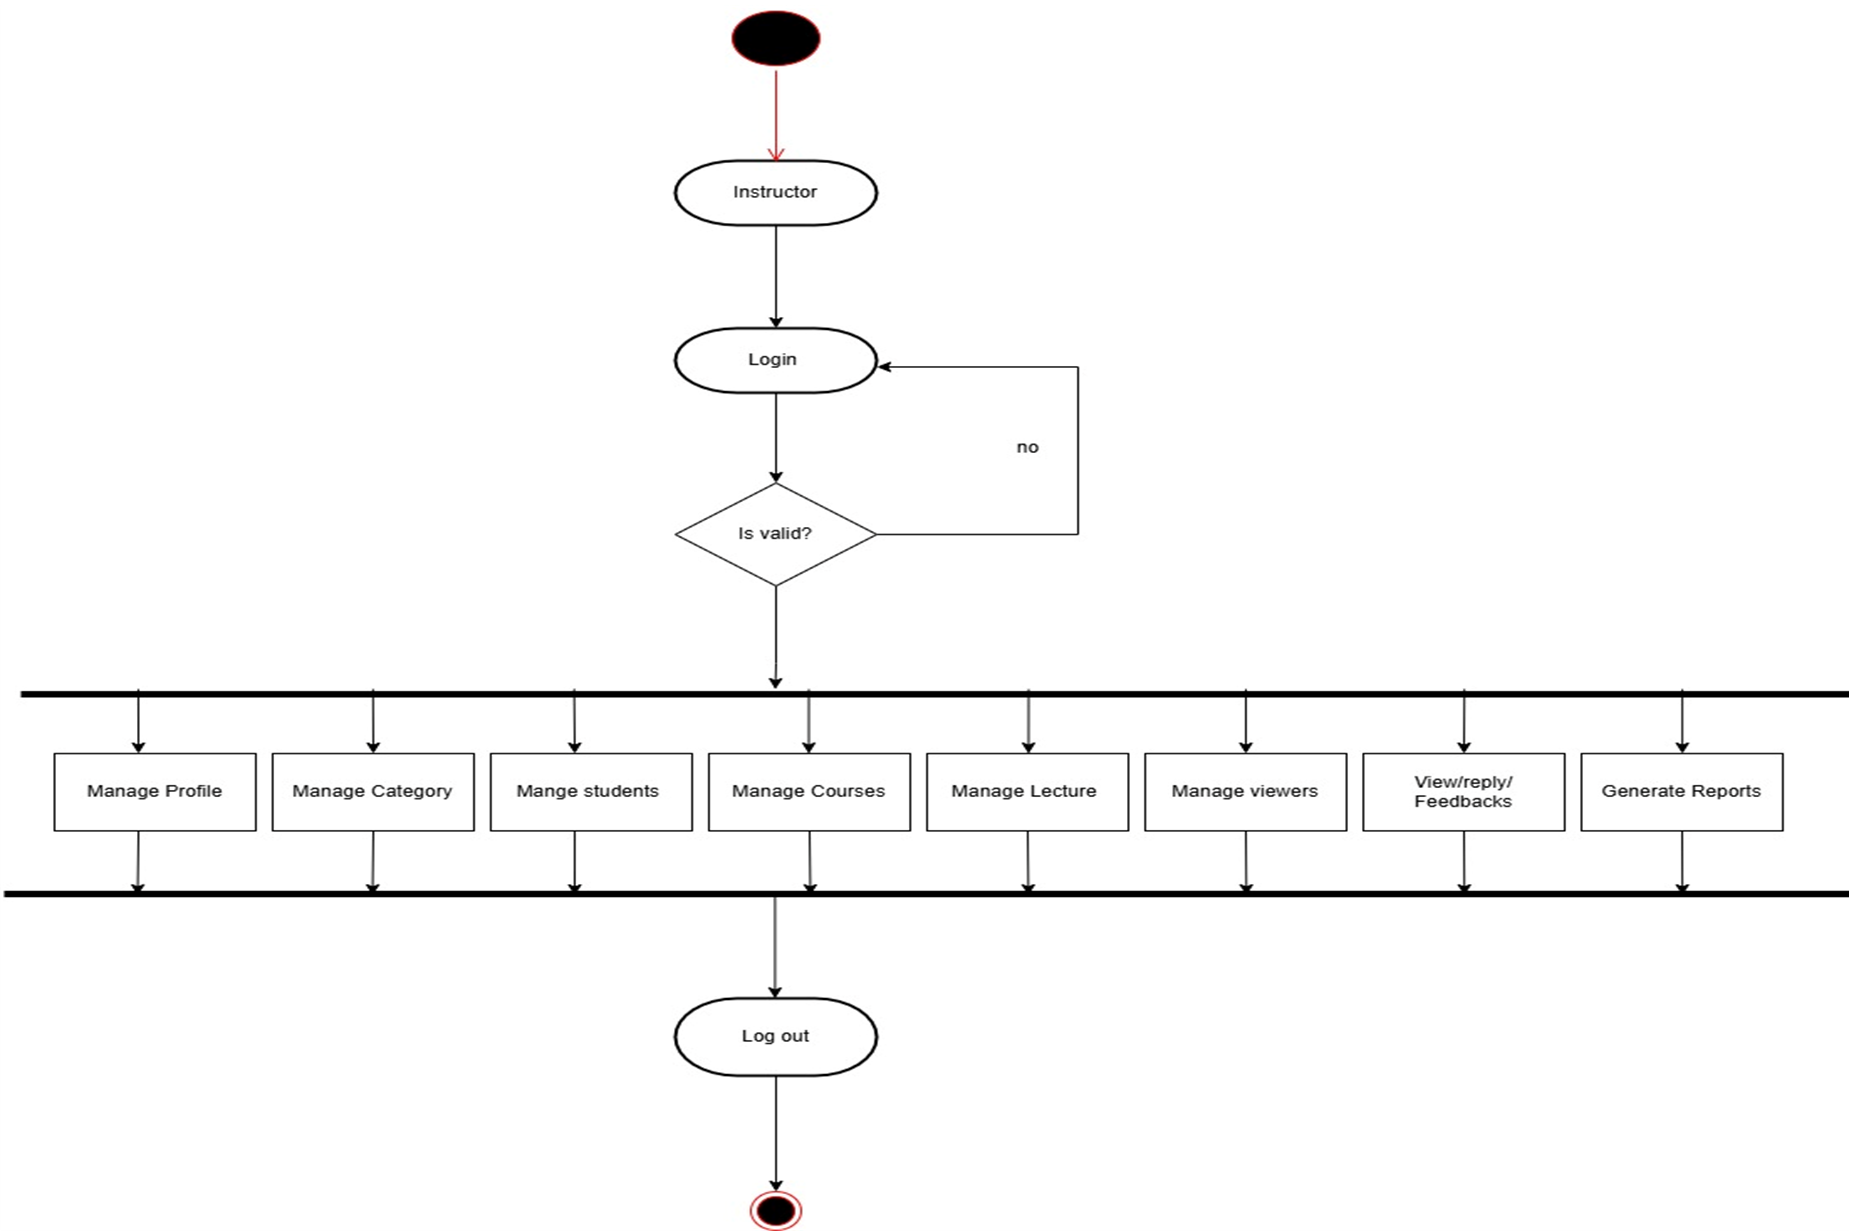 Instructor
Login
no
Is valid?
Manage Profile
Manage Category
Mange students
Manage Courses
Manage Lecture
Manage viewers
View/reply/
Feedbacks
Generate Reports
Log out